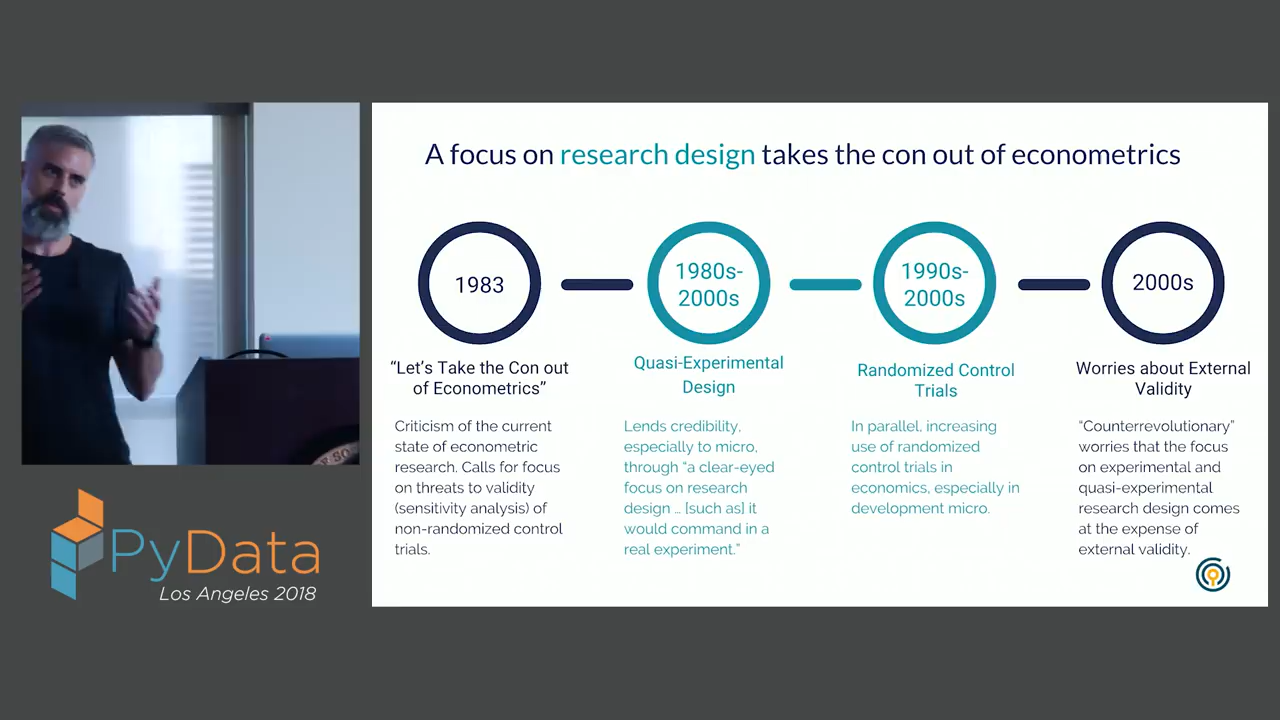 A focus on research design takes the con out of econometrics
1983
“Let's Take the Con out
of Econometrics”
Criticism of the current
state of econometric
research. Calls for focus
on threats to validity
(sensitivity analysis) of
non-randomized control
trials.
1980s-
2000s
Quasi-Experimental
Design
Lends credibility,
especially to micro,
through “a clear-eyed
focus on research
design … [such as] it
would command in a
real experiment.”
1990s-
2000s
Randomized Control
Trials
In parallel, increasing
use of randomized
control trials in
economics, especially in
development micro.
2000s
Worries about External
Validity
“Counterrevolutionary”
worries that the focus
on experimental and
quasi-experimental
research design comes
at the expense of
external validity.
PyData
Los Angeles 2018